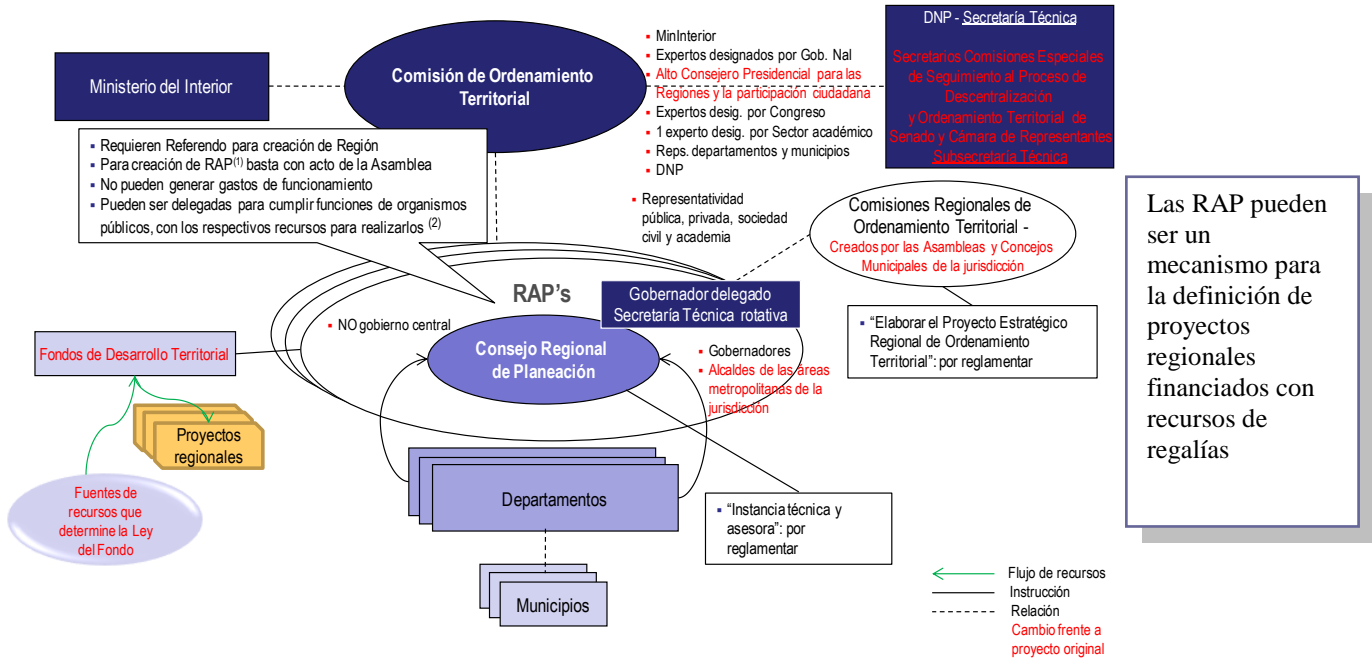 Ministerio del Interior
Comisión de Ordenamiento
Territorial
▪ MinInterior
▪ Expertos designados por Gob. Nal
▪ Alto Consejero Presidencial para las
Regiones y la participación ciudadana
▪ Expertos desig. por Congreso
▪ 1 experto desig. por Sector académico
▪ Reps. departamentos y municipios
▪ DNP
▪ Representatividad
pública, privada, sociedad
civil y academia
DNP - Secretaría Técnica
Secretarios Comisiones Especiales
de Seguimiento al Proceso de
Descentralización
y Ordenamiento Territorial de
Senado y Cámara de Representantes
Subsecretaría Técnica
▪ Requieren Referendo para creación de Región
▪ Para creación de RAP(1) basta con acto de la Asamblea
▪ No pueden generar gastos de funcionamiento
▪ Pueden ser delegadas para cumplir funciones de organismos
públicos, con los respectivos recursos para realizarlos (2)
Comisiones Regionales de
Ordenamiento Territorial -
Creados por las Asambleas y Concejos
Municipales de la jurisdicción
Las RAP pueden
ser un
mecanismo para
la definición de
proyectos
regionales
financiados con
recursos de
regalías
RAP's
Gobernador delegado
Secretaría Técnica rotativa
▪ NO gobierno central
Consejo Regional
de Planeación
▪ Gobernadores
▪ Alcaldes de las áreas
metropolitanas de la
jurisdicción
▪ "Elaborar el Proyecto Estratégico
Regional de Ordenamiento
Territorial": por reglamentar
Fondos de Desarrollo Territorial
Proyectos
regionales
Fuentes de
recursos que
determine la Ley
del Fondo
Departamentos
▪ "Instancia técnica y
asesora": por
reglamentar
Municipios
Flujo de recursos
Instrucción
Relación
Cambio frente a
proyecto original